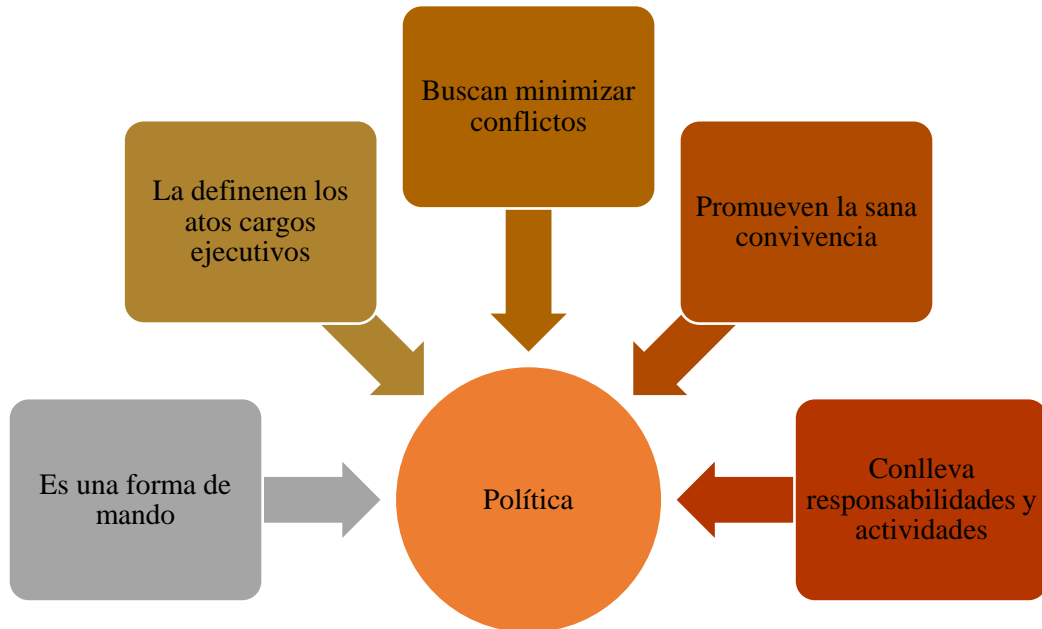 Buscan minimizar
conflictos
La definenen los
atos cargos
ejecutivos
Promueven la sana
convivencia
Es una forma de
mando
Política
Conlleva
responsabilidades y
actividades